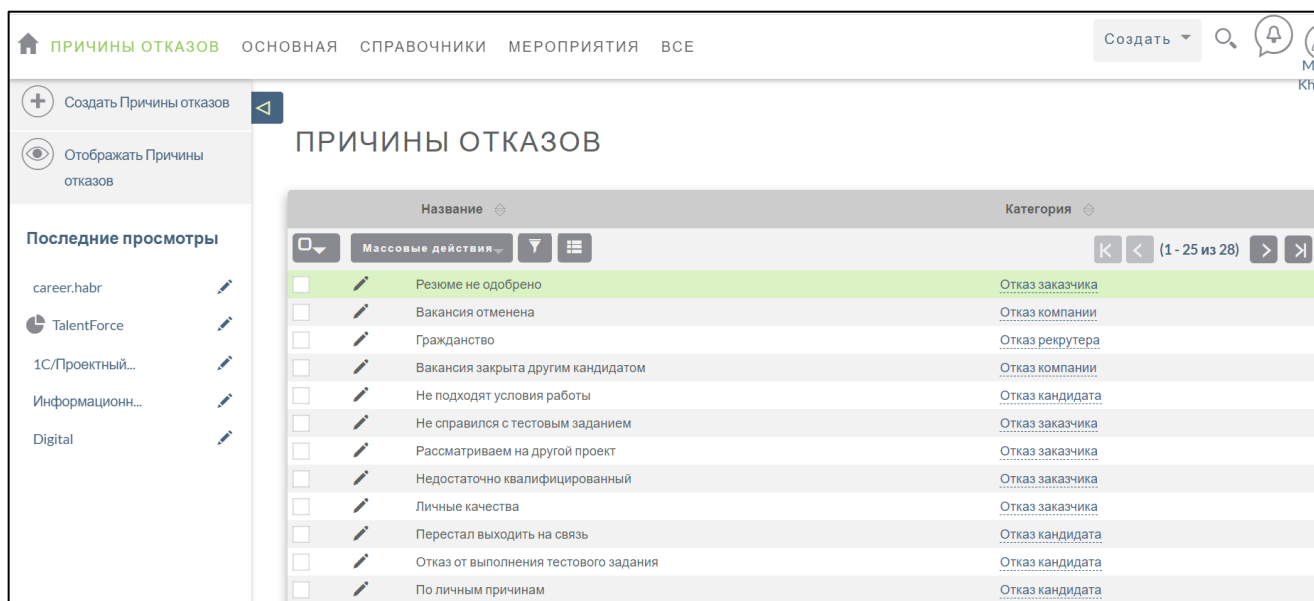 ПРИЧИНЫ ОТКАЗОВ ОСНОВНАЯ СПРАВОЧНИКИ МЕРОПРИЯТИЯ ВСЕ Создать
M
Kh
Создать Причины отказов
Отображать Причины
отказов
Последние просмотры
career.habr
TalentForce
1С/Проектный...
Информационн...
Digital
ПРИЧИНЫ ОТКАЗОВ
Название Категория
Массовые действия (1 - 25 из 28)
Резюме не одобрено Отказ заказчика
Вакансия отменена Отказ компании
Гражданство Отказ рекрутера
Вакансия закрыта другим кандидатом Отказ компании
Не подходят условия работы Отказ кандидата
Не справился с тестовым заданием Отказ заказчика
Рассматриваем на другой проект Отказ заказчика
Недостаточно квалифицированный Отказ заказчика
Личные качества Отказ заказчика
Перестал выходить на связь Отказ кандидата
Отказ от выполнения тестового задания Отказ кандидата
По личным причинам Отказ кандидата